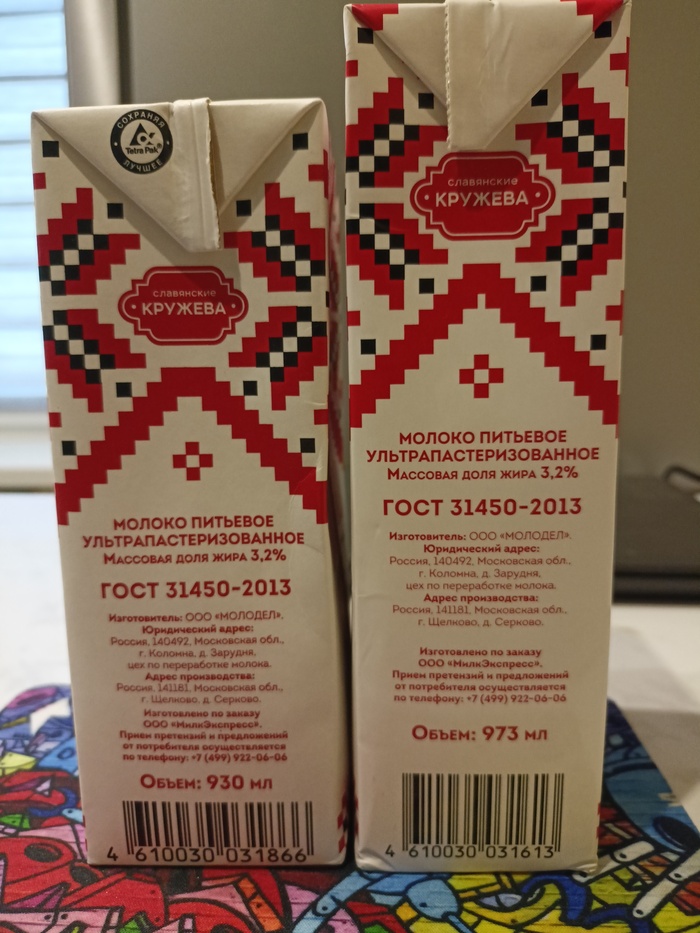 СОХРАНЯЯ
Tetra Pak®
ЛУЧШЕЕ
СЛАВЯНСКИЕ
КРУЖЕВА
МОЛОКО ПИТЬЕВОЕ
УЛЬТРАПАСТЕРИЗОВАННОЕ
МАССОВАЯ ДОЛЯ ЖИРА 3,2%
ГОСТ 31450-2013
Изготовитель: ООО «МОЛОДЕЛ».
Юридический адрес:
Россия, 140492, Московская обл.,
г. Коломна, д. Зарудня,
цех по переработке молока.
Адрес производства:
Россия, 141181, Московская обл.,
г. Щелково, д. Серково.
Изготовлено по заказу
ООО «МилкЭкспресс».
Прием претензий и предложений
от потребителя осуществляется
по телефону: +7 (499) 922-06-06
ОБЪЕМ: 930 МЛ
4 610030 031866
СЛАВЯНСКИЕ
КРУЖЕВА
МОЛОКО ПИТЬЕВОЕ
УЛЬТРАПАСТЕРИЗОВАННОЕ
МАССОВАЯ ДОЛЯ ЖИРА 3,2%
ГОСТ 31450-2013
Изготовитель: ООО «МОЛОДЕЛ».
Юридический адрес:
Россия, 140492, Московская обл.,
г. Коломна, д. Зарудня,
цех по переработке молока.
Адрес производства:
Россия, 141181, Московская обл.,
г. Щелково, д. Серково.
Изготовлено по заказу
ООО «МилкЭкспресс».
Прием претензий и предложений
от потребителя осуществляется
по телефону: +7 (499) 922-06-06
ОБЪЕМ: 973 МЛ
4 610030 031613